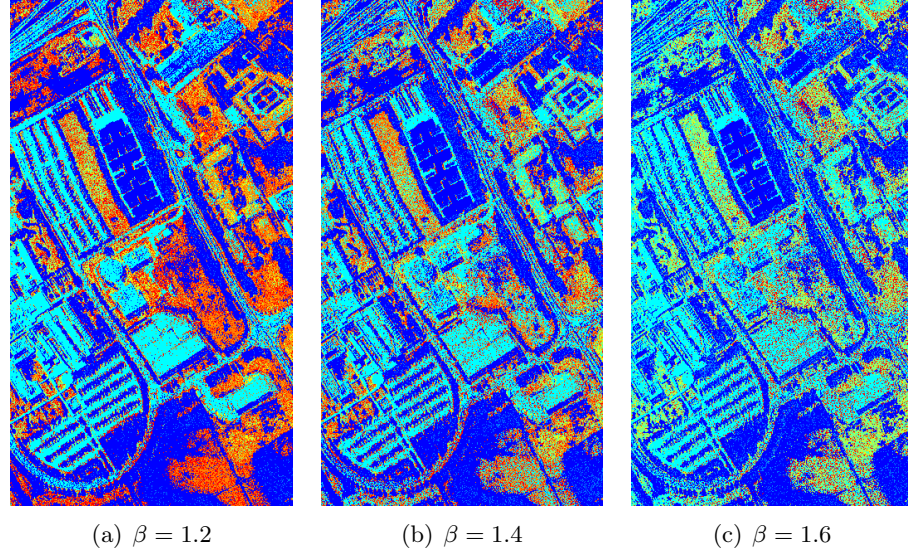 (a) β = 1.2
(b) β = 1.4
(c) β = 1.6